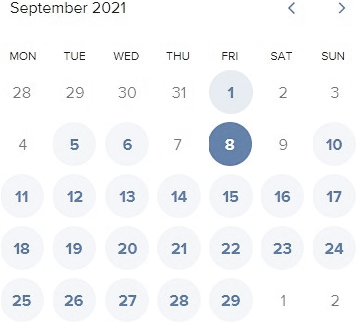 September 2021
MON TUE WED THU FRI SAT SUN
28 29 30 31 1 2 3
4 5 6 7 8 9 10
11 12 13 14 15 16 17
18 19 20 21 22 23 24
25 26 27 28 29 1 2